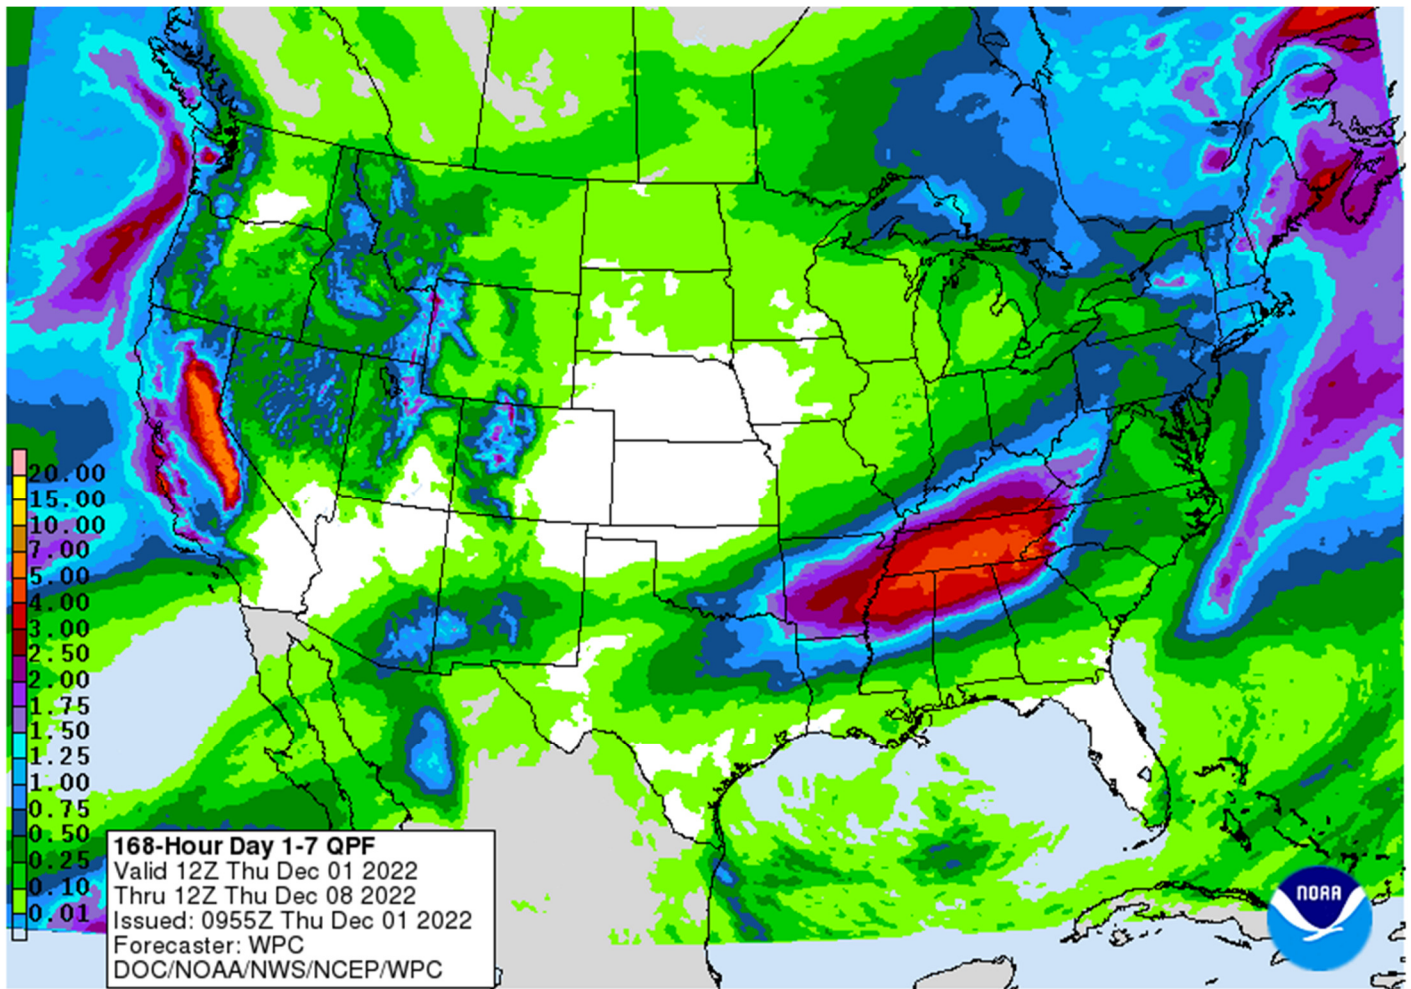 20.00
15.00
10.00
7.00
5.00
4.00
3.00
2.50
2.00
1.75
1.50
1.25
1.00
0.75
0.50
0.25
0.10
0.01
168-Hour Day 1-7 QPF
Valid 12Z Thu Dec 01 2022
Thru 12Z Thu Dec 08 2022
Issued: 0955Z Thu Dec 01 2022
Forecaster: WPC
DOC/NOAA/NWS/NCEP/WPC
NOAA